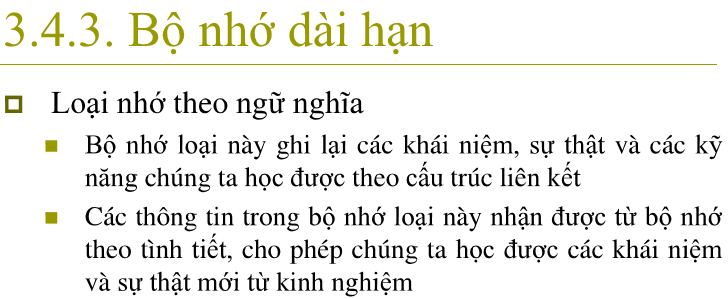 3.4.3. Bộ nhớ dài hạn
Loại nhớ theo ngữ nghĩa
Bộ nhớ loại này ghi lại các khái niệm, sự thật và các kỹ
năng chúng ta học được theo cấu trúc liên kết
Các thông tin trong bộ nhớ loại này nhận được từ bộ nhớ
theo tình tiết, cho phép chúng ta học được các khái niệm
và sự thật mới từ kinh nghiệm